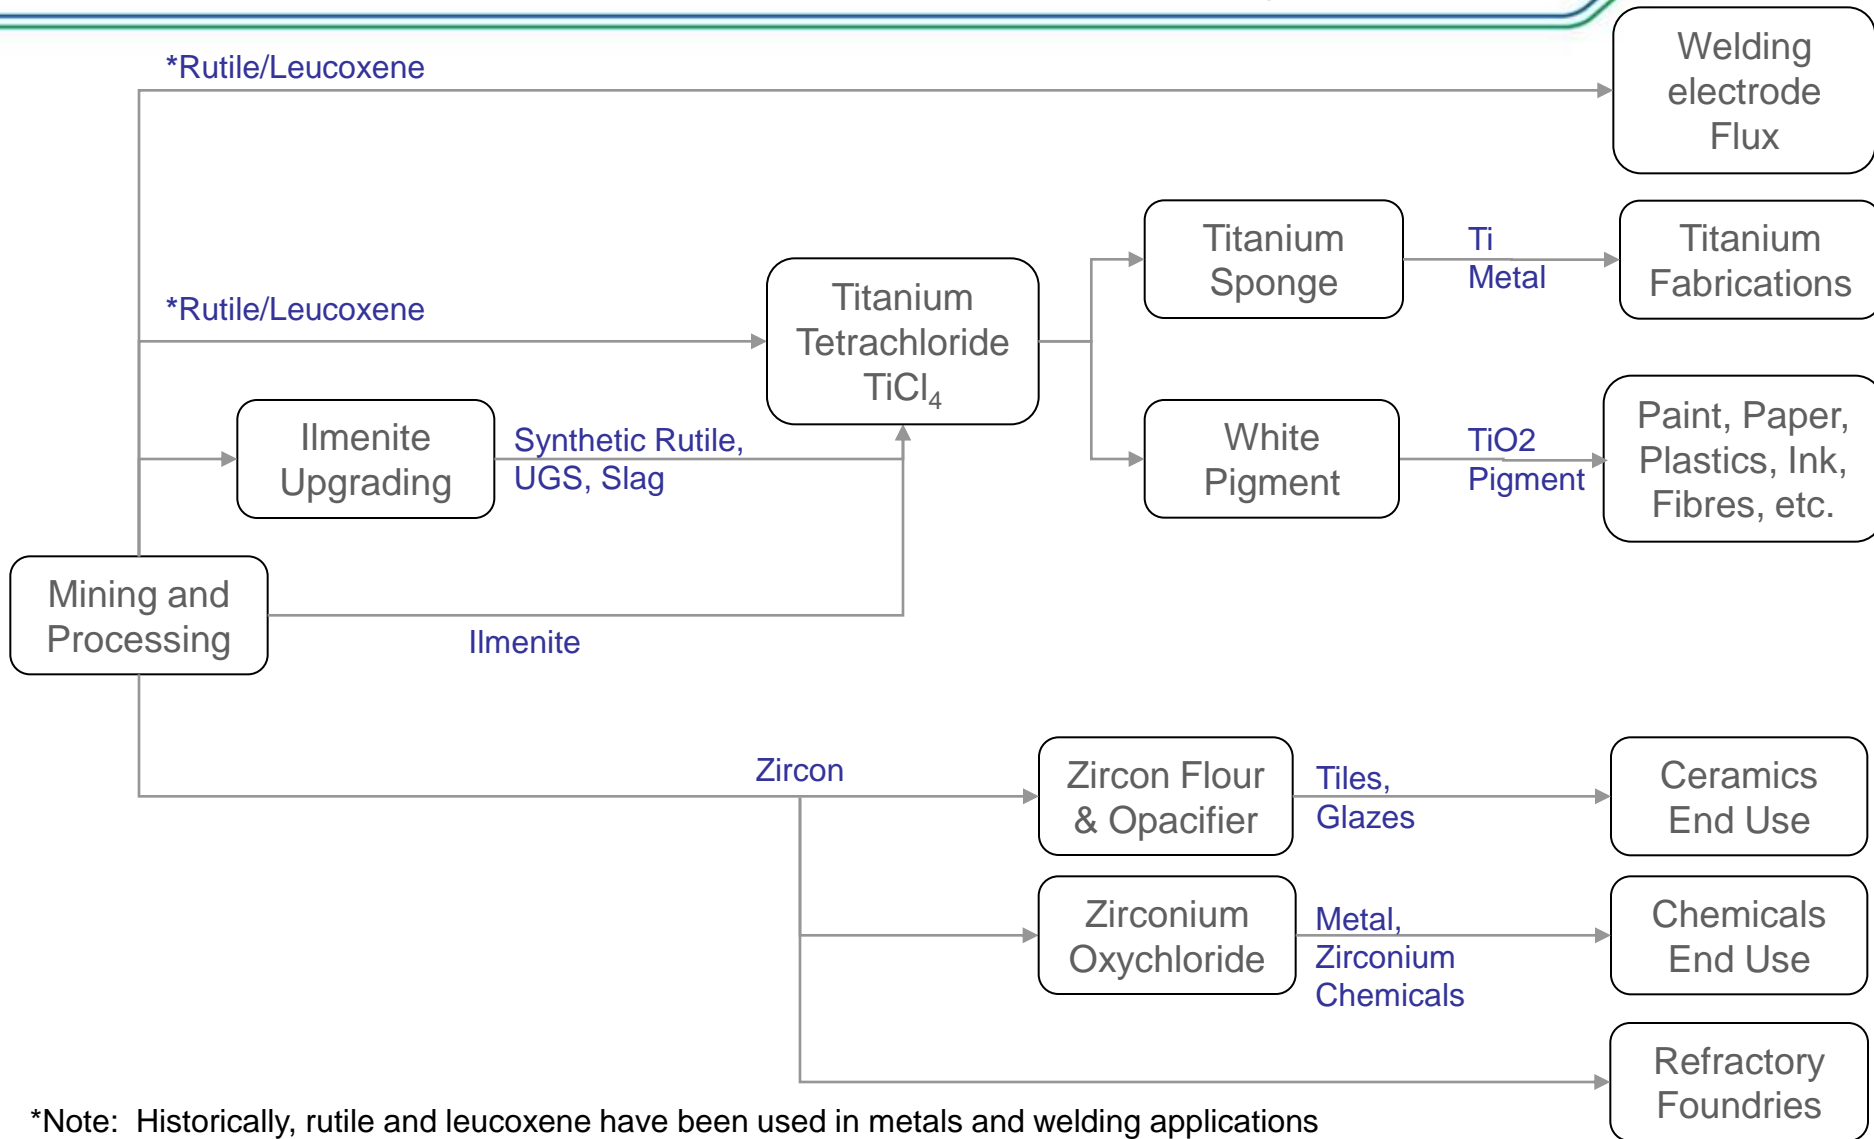 *Rutile/Leucoxene
Welding
electrode
Flux
*Rutile/Leucoxene
Titanium
Tetrachloride
TiCl4
Titanium
Sponge
Ti
Metal
Titanium
Fabrications
Ilmenite
Upgrading
Synthetic Rutile,
UGS, Slag
White
Pigment
TiO2
Pigment
Paint, Paper,
Plastics, Ink,
Fibres, etc.
Mining and
Processing
Ilmenite
Zircon
Zircon Flour
& Opacifier
Tiles,
Glazes
Ceramics
End Use
Zirconium
Oxychloride
Metal,
Zirconium
Chemicals
Chemicals
End Use
Refractory
Foundries
*Note: Historically, rutile and leucoxene have been used in metals and welding applications